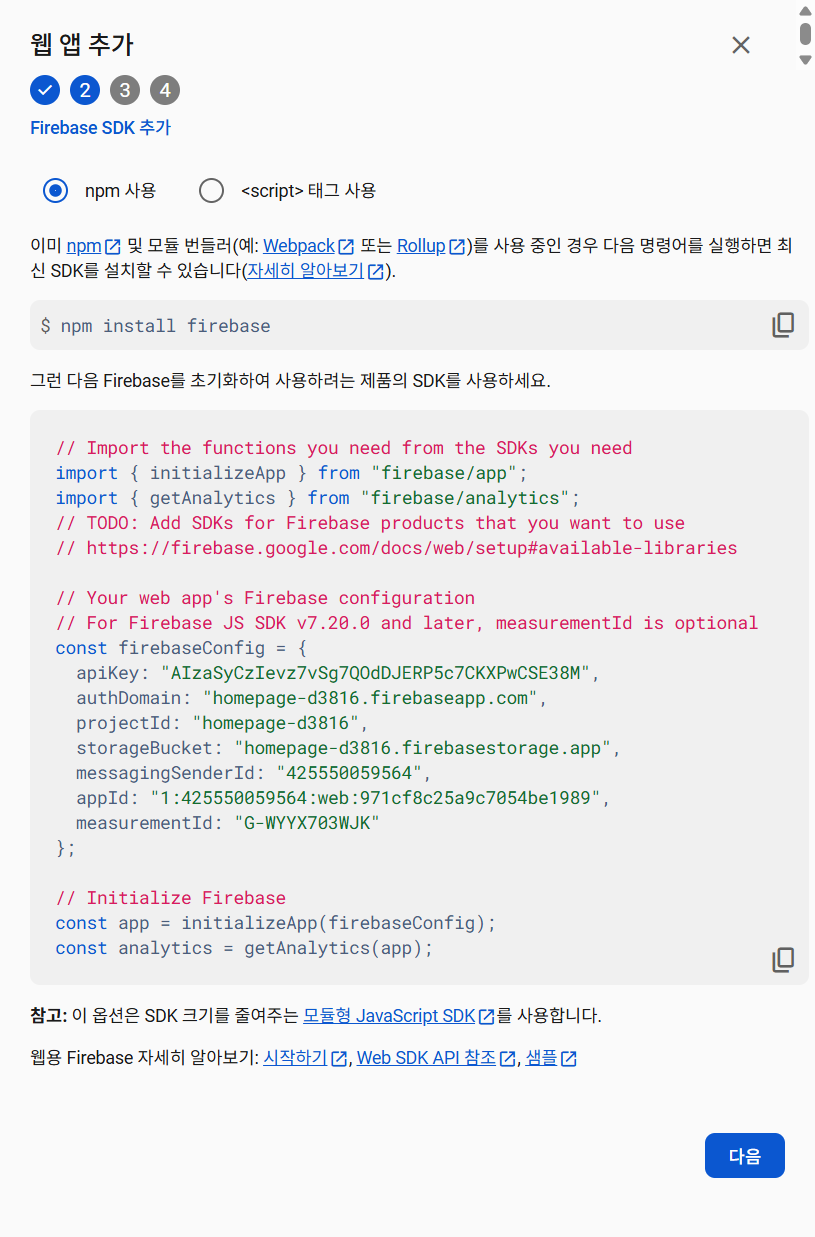 웹 앱 추가
2 3 4
Firebase SDK 추가
npm 사용 <script> 태그 사용
이미 npm 및 모듈 번들러(예: Webpack 또는 Rollup)를 사용 중인 경우 다음 명령어를 실행하면 최
신 SDK를 설치할 수 있습니다(자세히 알아보기).
$ npm install firebase
그런 다음 Firebase를 초기화하여 사용하려는 제품의 SDK를 사용하세요.
// Import the functions you need from the SDKs you need
import { initializeApp } from "firebase/app";
import { getAnalytics } from "firebase/analytics";
// TODO: Add SDKs for Firebase products that you want to use
// https://firebase.google.com/docs/web/setup#available-libraries
// Your web app's Firebase configuration
// For Firebase JS SDK v7.20.0 and later, measurementId is optional
const firebaseConfig = {
  apiKey: "AIzaSyCzIevz7vSg7QOdDJERP5c7CKXPwCSE38M",
  authDomain: "homepage-d3816.firebaseapp.com",
  projectId: "homepage-d3816",
  storageBucket: "homepage-d3816.firebasestorage.app",
  messagingSenderId: "425550059564",
  appId: "1:425550059564:web:971cf8c25a9c7054be1989",
  measurementId: "G-WYYX703WJK"
};
// Initialize Firebase
const app = initializeApp(firebaseConfig);
const analytics = getAnalytics(app);
참고: 이 옵션은 SDK 크기를 줄여주는 모듈형 JavaScript SDK를 사용합니다.
웹용 Firebase 자세히 알아보기: 시작하기, Web SDK API 참조, 샘플
다음